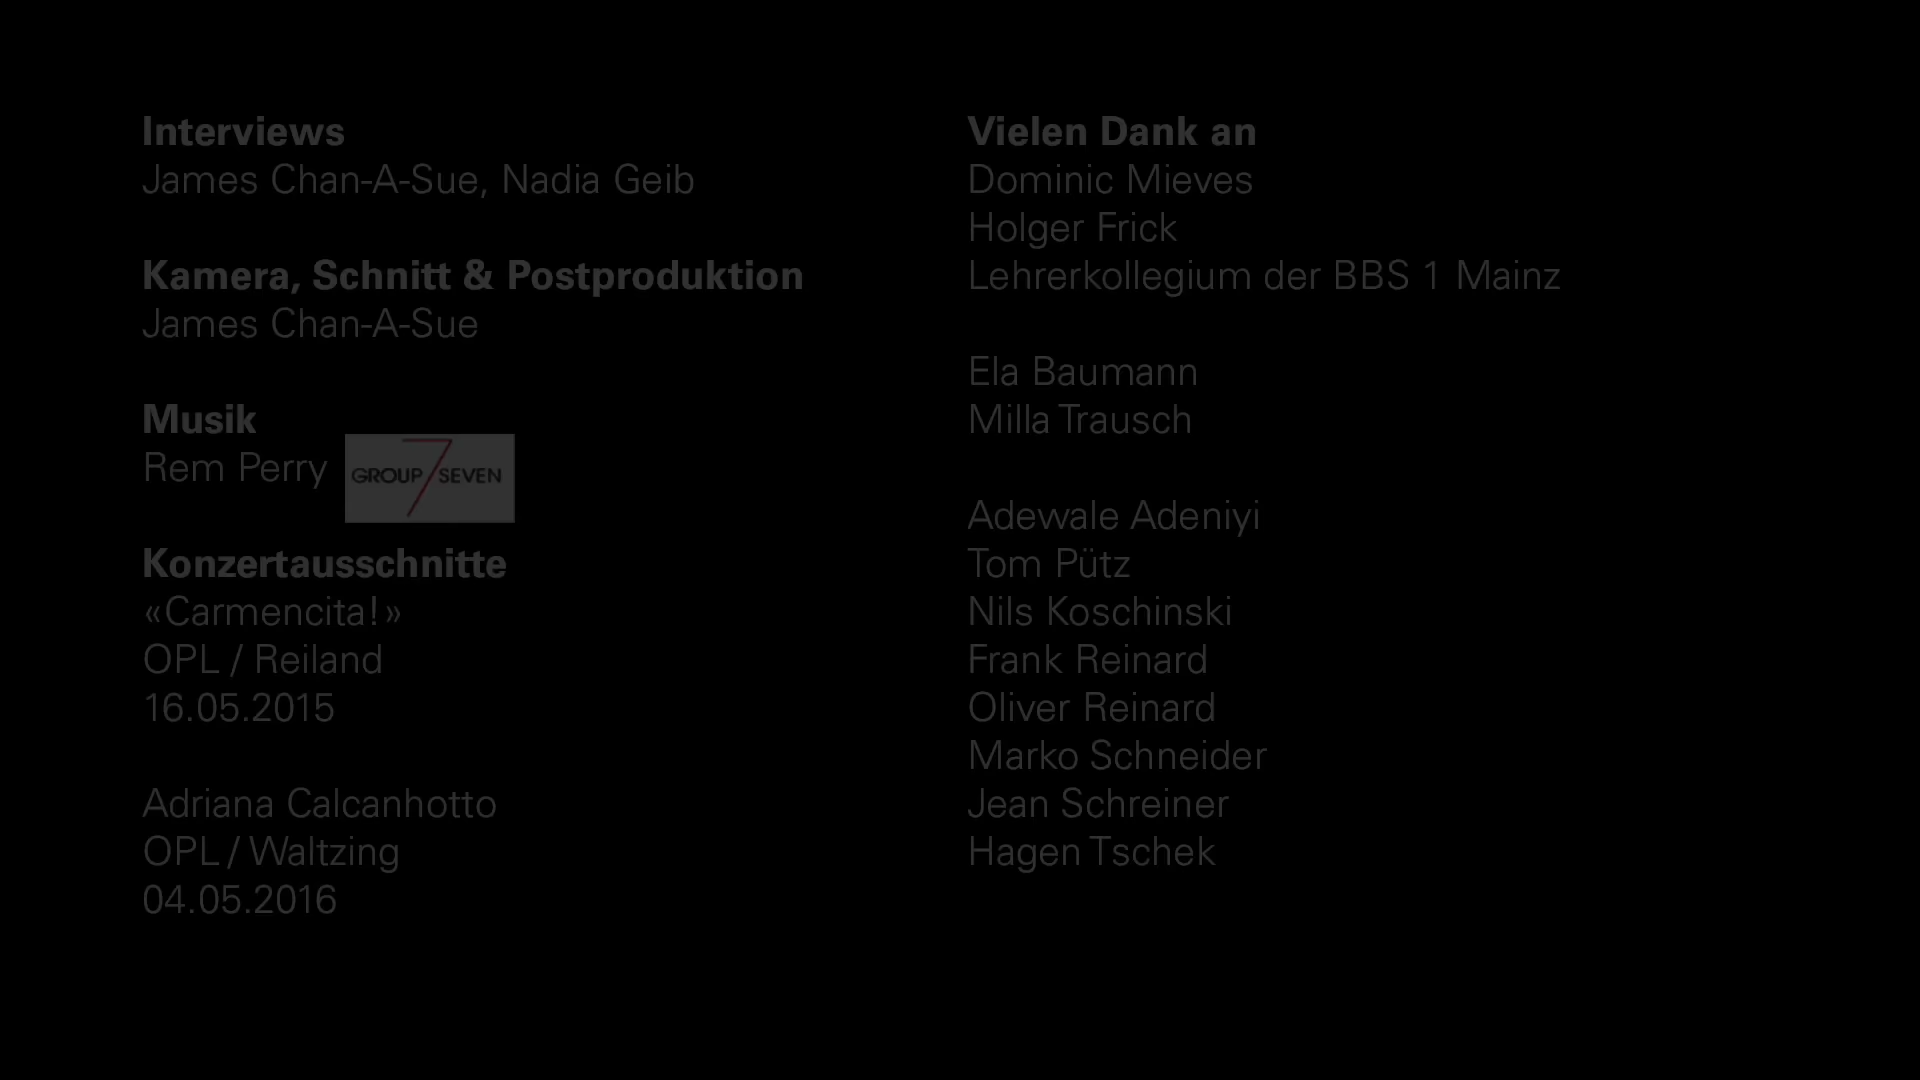 Interviews
James Chan-A-Sue, Nadia Geib
Kamera, Schnitt & Postproduktion
James Chan-A-Sue
Musik
Rem Perry
GROUP 7 SEVEN
Konzertausschnitte
«Carmencita!»
OPL / Reiland
16.05.2015
Adriana Calcanhotto
OPL / Waltzing
04.05.2016
Vielen Dank an
Dominic Mieves
Holger Frick
Lehrerkollegium der BBS 1 Mainz
Ela Baumann
Milla Trausch
Adewale Adeniyi
Tom Pütz
Nils Koschinski
Frank Reinard
Oliver Reinard
Marko Schneider
Jean Schreiner
Hagen Tschek